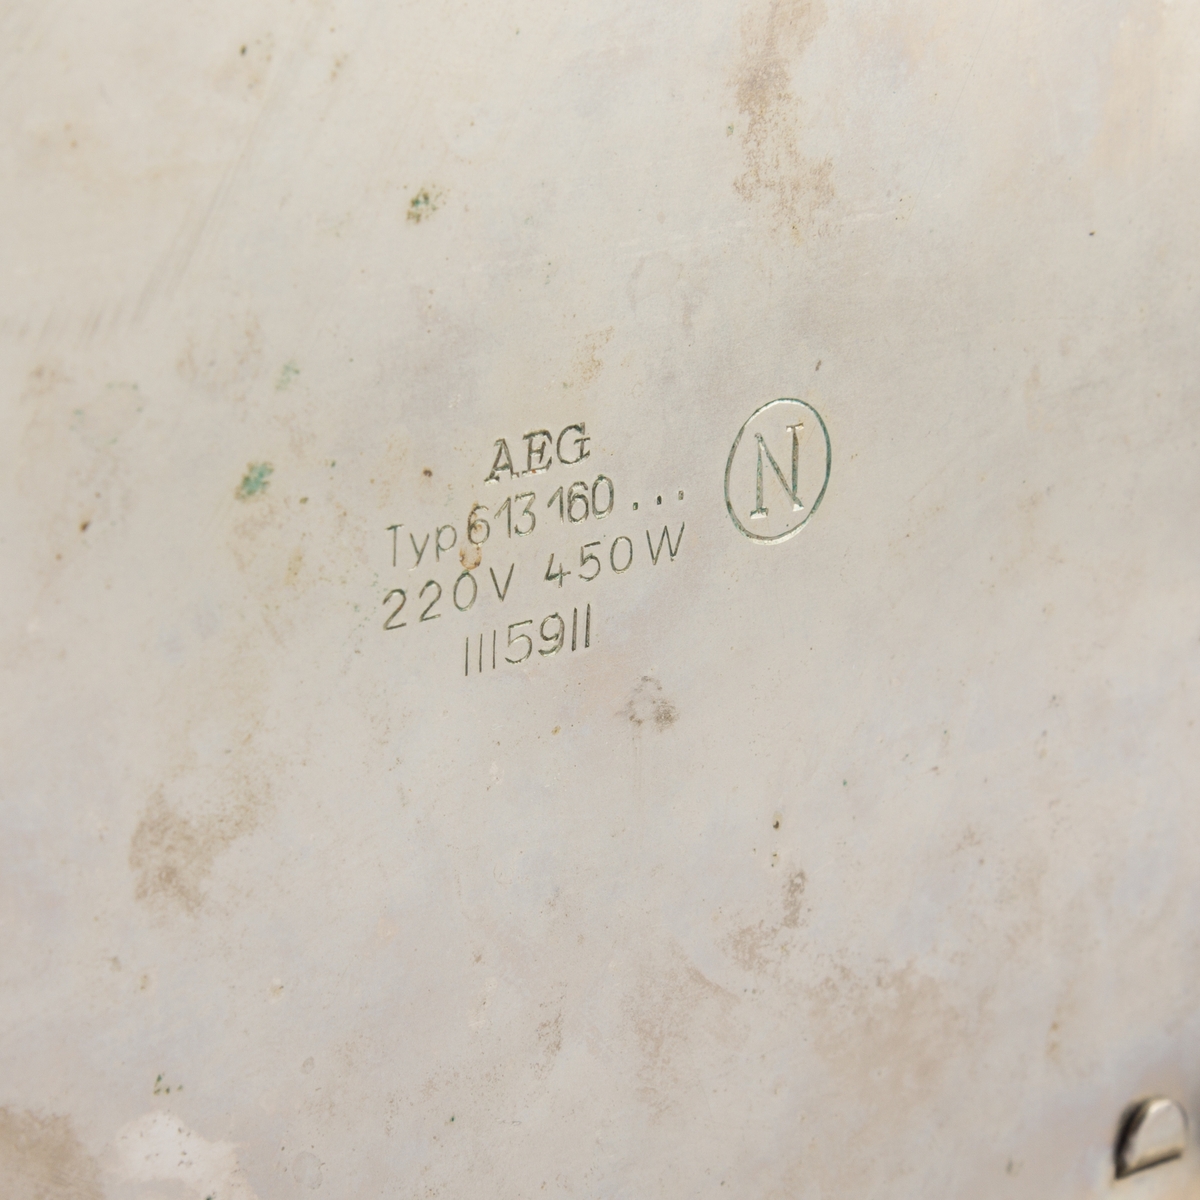 AEG
N
Typ 613 160 ...
220V 450W
III59II